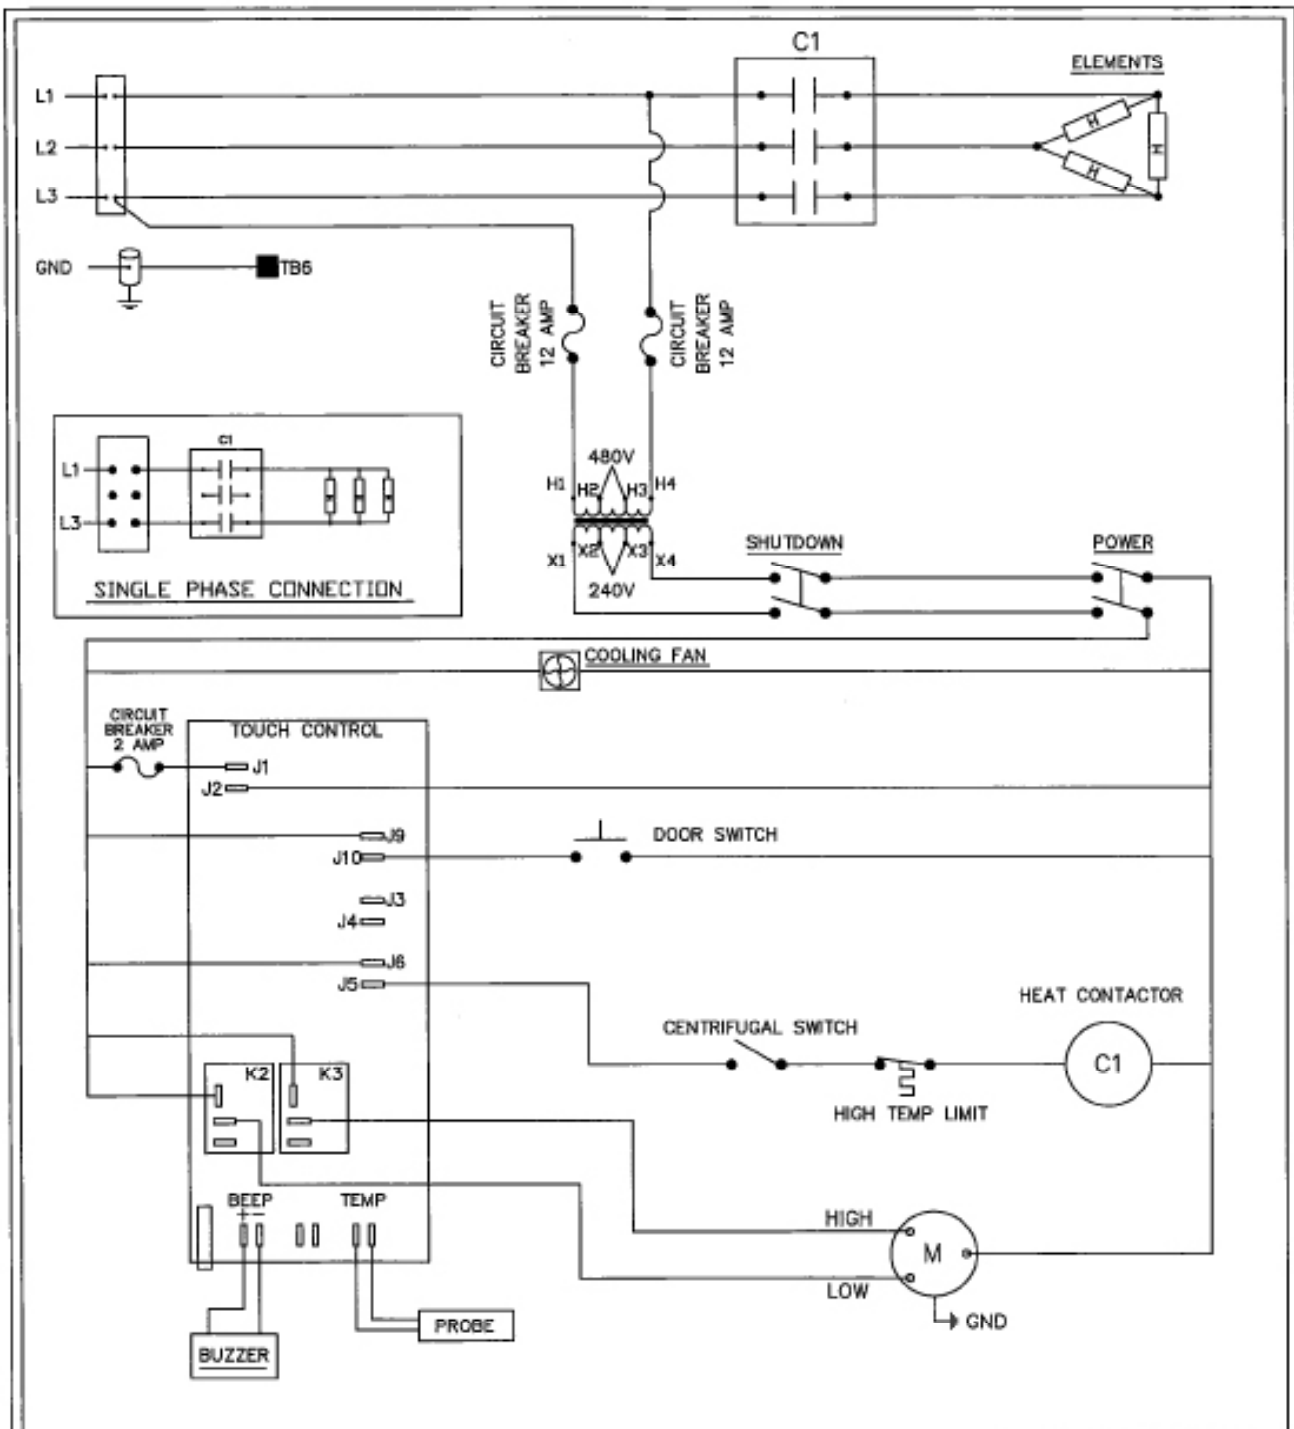 C1
ELEMENTS
L1
H
H
L2
H
L3
GND
TB6
CIRCUIT
BREAKER
12 AMP
CIRCUIT
BREAKER
12 AMP
C1
L1
L3
SINGLE PHASE CONNECTION
480V
H1 H2 H3 H4
X1 X2 X3 X4
240V
SHUTDOWN
POWER
COOLING FAN
CIRCUIT
BREAKER
2 AMP
TOUCH CONTROL
J1
J2
J9
DOOR SWITCH
J10
J3
J4
J6
J5
HEAT CONTACTOR
CENTRIFUGAL SWITCH
C1
K2 K3
HIGH TEMP LIMIT
BEEP TEMP
+ -
HIGH
M
LOW
GND
PROBE
BUZZER